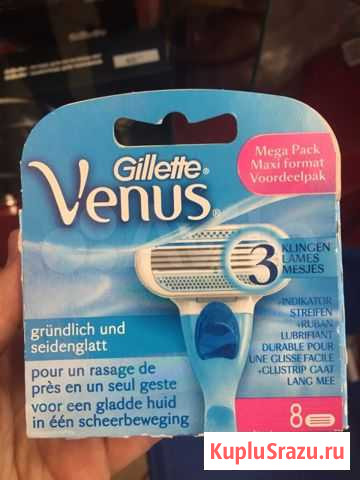 Gillette®
Venus®
Mega Pack
Maxi format
Voordeelpak
3 KLINGEN
LAMES
MESJES
+INDIKATOR
STREIFEN
+RUBAN
LUBRIFIANT
DURABLE POUR
UNE GLISSE FACILE
+GLIJSTRIP GAAT
LANG MEE
gründlich und
seidenglatt
pour un rasage de
près en un seul geste
voor een gladde huid
in één scheerbeweging
8
KupluSrazu.ru